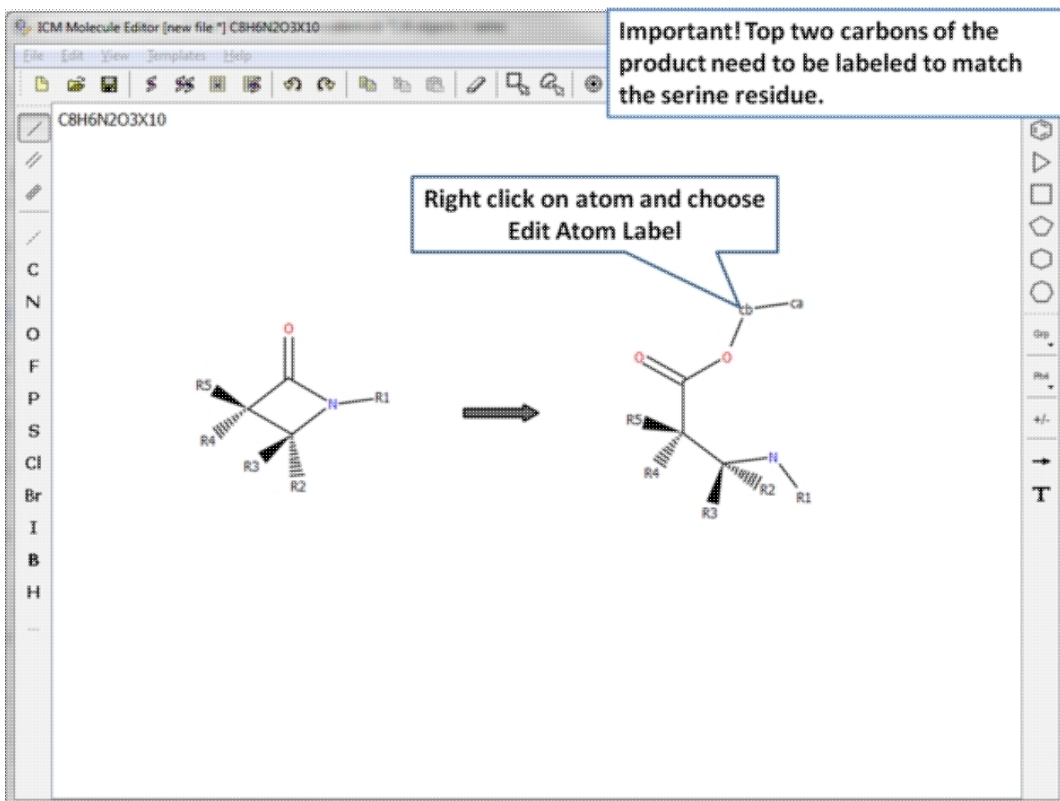 ICM Molecule Editor [new file *] C8H6N2O3X10
Important! Top two carbons of the
product need to be labeled to match
the serine residue.
File Edit View Templates Help
C8H6N2O3X10
Right click on atom and choose
Edit Atom Label
C
N
O
F
P
S
Cl
Br
I
B
H
...
O
R5
N
R1
R4
R3
R2
cb
ca
O
O
R5
R4
N
R2
R1
R3
Grp
+/-
T